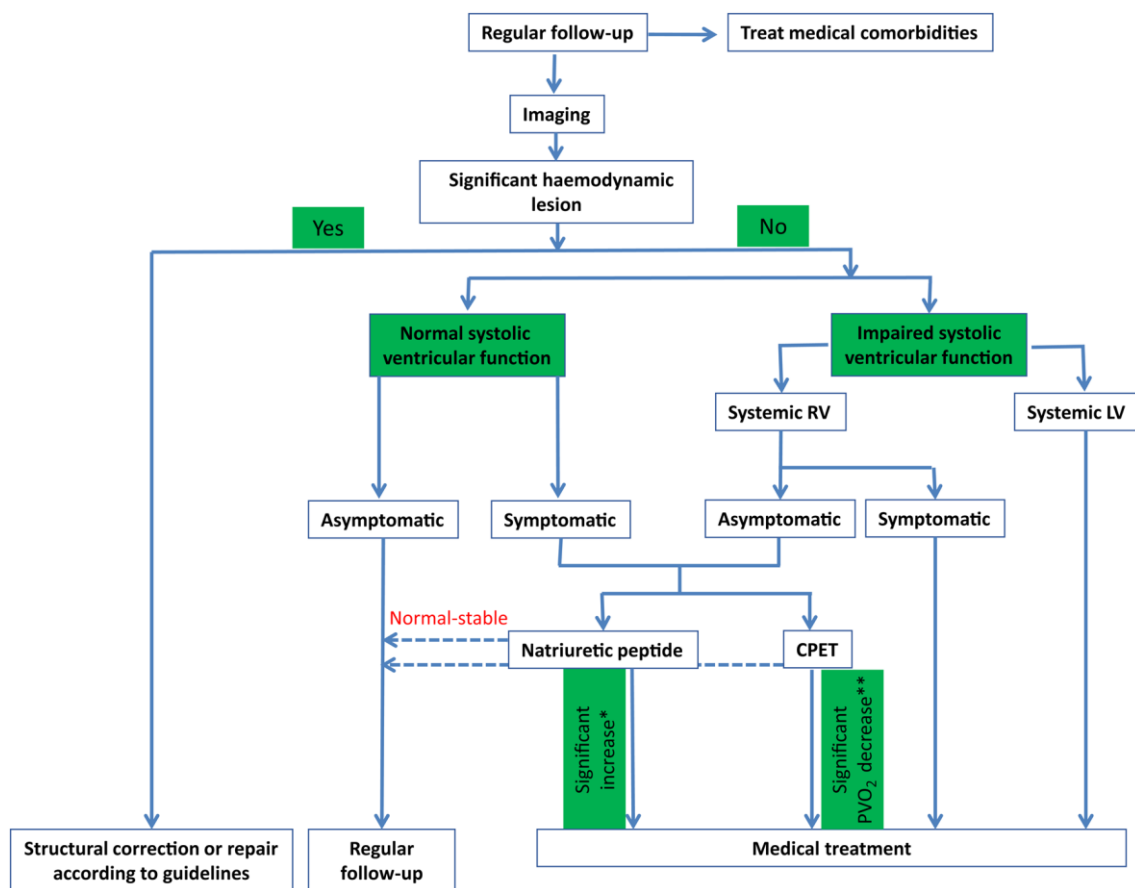 Regular follow-up
Treat medical comorbidities
Imaging
Significant haemodynamic
lesion
Yes
No
Normal systolic
ventricular function
Impaired systolic
ventricular function
Systemic RV
Systemic LV
Asymptomatic
Symptomatic
Asymptomatic
Symptomatic
Normal-stable
Natriuretic peptide
CPET
Significant
increase*
Significant
PVO₂ decrease**
Structural correction or repair
according to guidelines
Regular
follow-up
Medical treatment